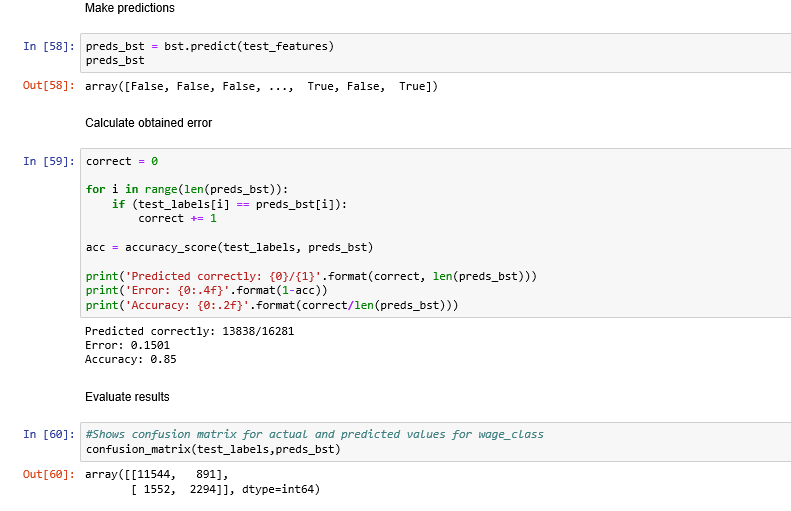 Make predictions
In [58]: preds_bst = bst.predict(test_features)
preds_bst
Out[58]: array([False, False, False, ...,  True, False,  True])
Calculate obtained error
In [59]: correct = 0
for i in range(len(preds_bst)):
    if (test_labels[i] == preds_bst[i]):
        correct += 1
acc = accuracy_score(test_labels, preds_bst)
print('Predicted correctly: {0}/{1}'.format(correct, len(preds_bst)))
print('Error: {0:.4f}'.format(1-acc))
print('Accuracy: {0:.2f}'.format(correct/len(preds_bst)))
Predicted correctly: 13838/16281
Error: 0.1501
Accuracy: 0.85
Evaluate results
In [60]: #Shows confusion matrix for actual and predicted values for wage_class
confusion_matrix(test_labels,preds_bst)
Out[60]: array([[11544,   891],
       [ 1552,  2294]], dtype=int64)